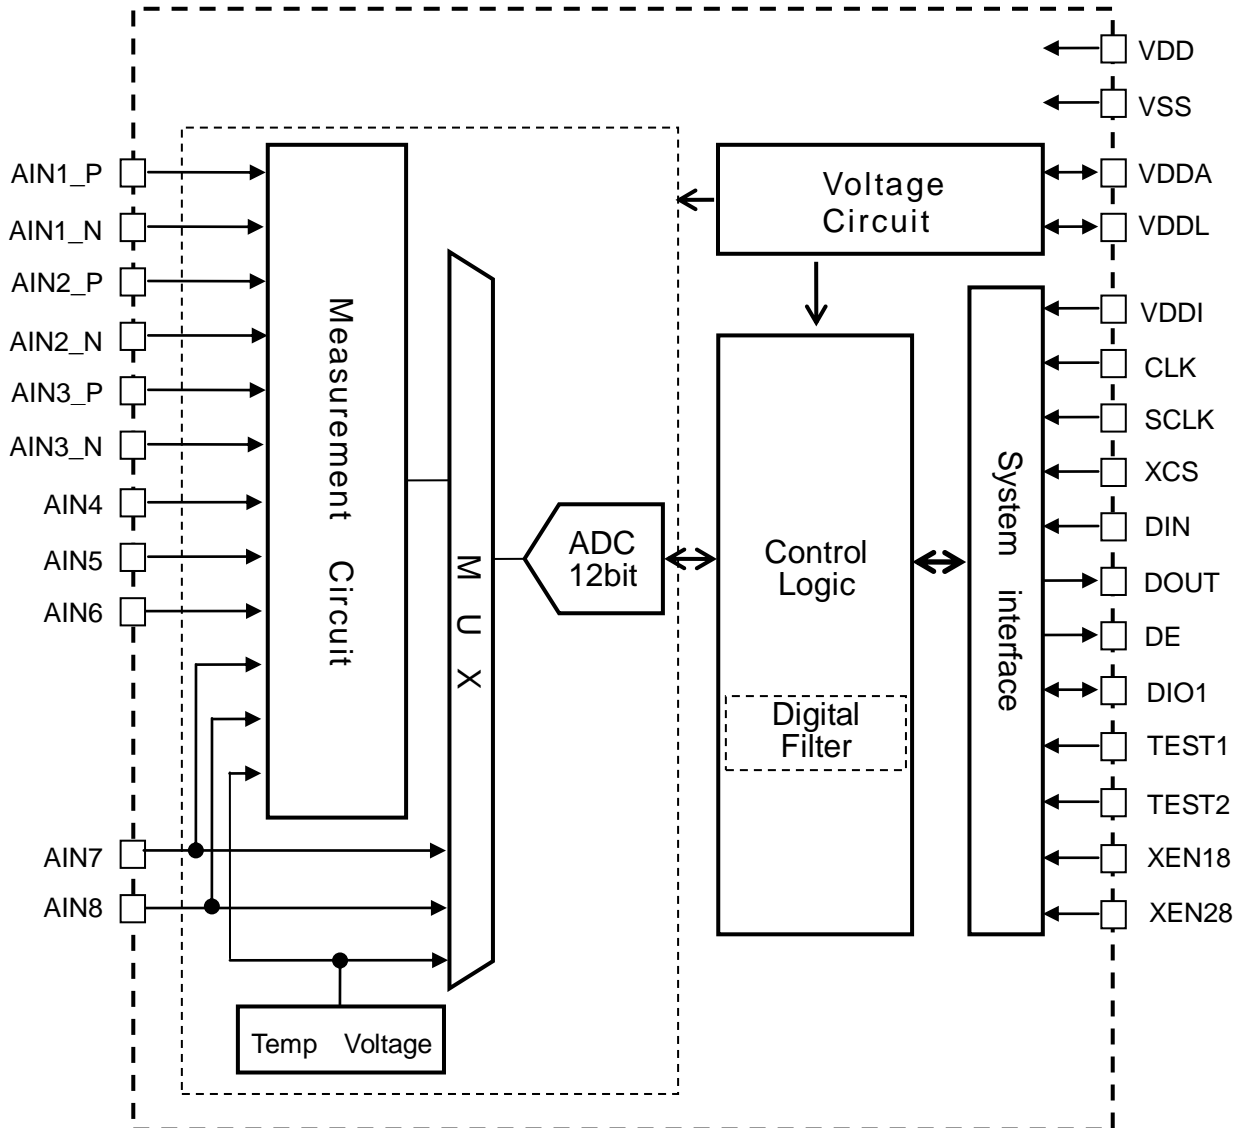 VDD
VSS
AIN1_P
AIN1_N
AIN2_P
AIN2_N
AIN3_P
AIN3_N
AIN4
AIN5
AIN6
AIN7
AIN8
Measurement Circuit
MUX
Temp Voltage
ADC
12bit
Voltage
Circuit
Control
Logic
Digital
Filter
System interface
VDDA
VDDL
VDDI
CLK
SCLK
XCS
DIN
DOUT
DE
DIO1
TEST1
TEST2
XEN18
XEN28